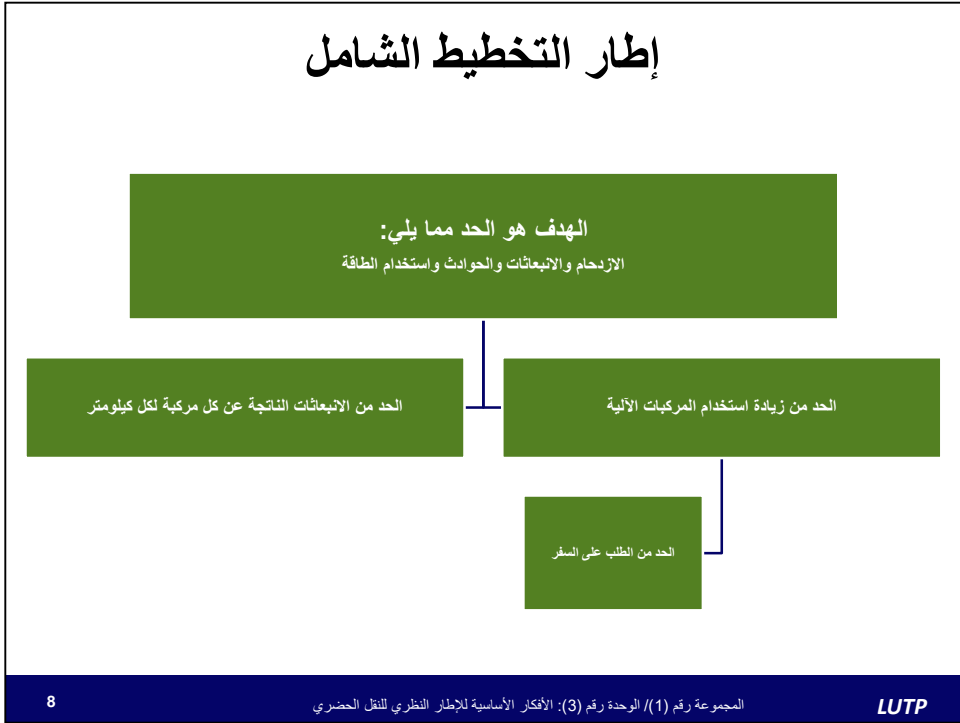 إطار التخطيط الشامل
الهدف هو الحد مما يلي:
الازدحام والانبعاثات والحوادث واستخدام الطاقة
الحد من زيادة استخدام المركبات الآلية
الحد من الانبعاثات الناتجة عن كل مركبة لكل كيلومتر
الحد من الطلب على السفر
LUTP
المجموعة رقم (1)/ الوحدة رقم (3): الأفكار الأساسية للإطار النظري للنقل الحضري
8